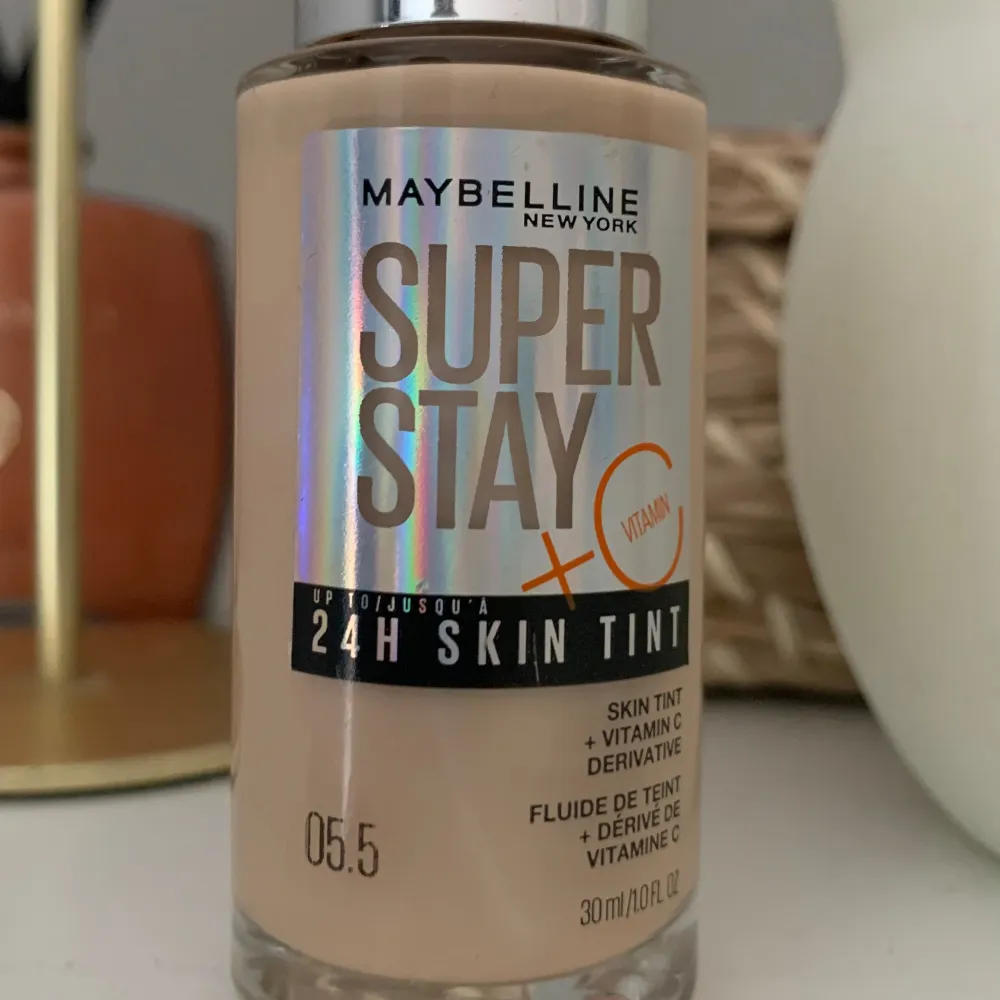 MAYBELLINE
NEW YORK
SUPER
STAY
+ C
VITAMIN
UP TO/JUSQU'À
24H SKIN TINT
SKIN TINT
+ VITAMIN C
DERIVATIVE
FLUIDE DE TEINT
+ DÉRIVÉ DE
VITAMINE C
05.5
30 ml/1.0 FL OZ